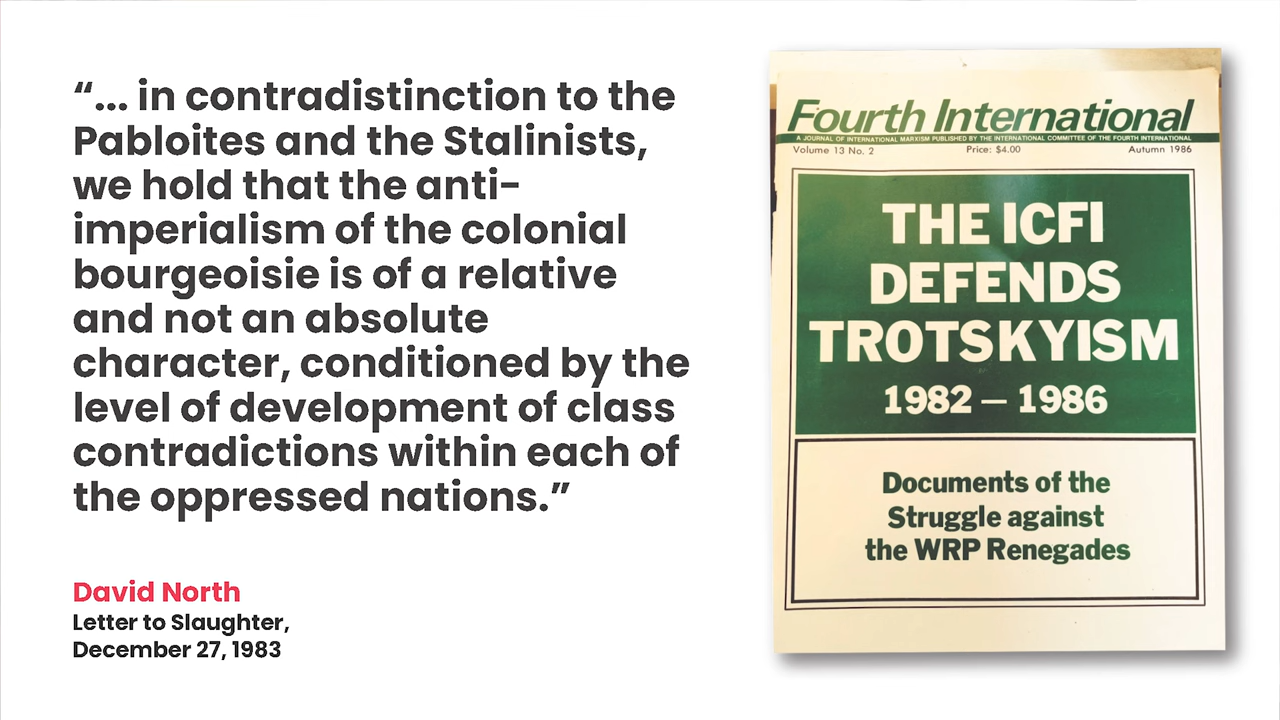 “... in contradistinction to the
Pabloites and the Stalinists,
we hold that the anti-
imperialism of the colonial
bourgeoisie is of a relative
and not an absolute
character, conditioned by the
level of development of class
contradictions within each of
the oppressed nations.”
David North
Letter to Slaughter,
December 27, 1983
Fourth International
A JOURNAL OF INTERNATIONAL MARXISM PUBLISHED BY THE INTERNATIONAL COMMITTEE OF THE FOURTH INTERNATIONAL
Volume 13 No. 2 Price: $4.00 Autumn 1986
THE ICFI
DEFENDS
TROTSKYISM
1982 – 1986
Documents of the
Struggle against
the WRP Renegades